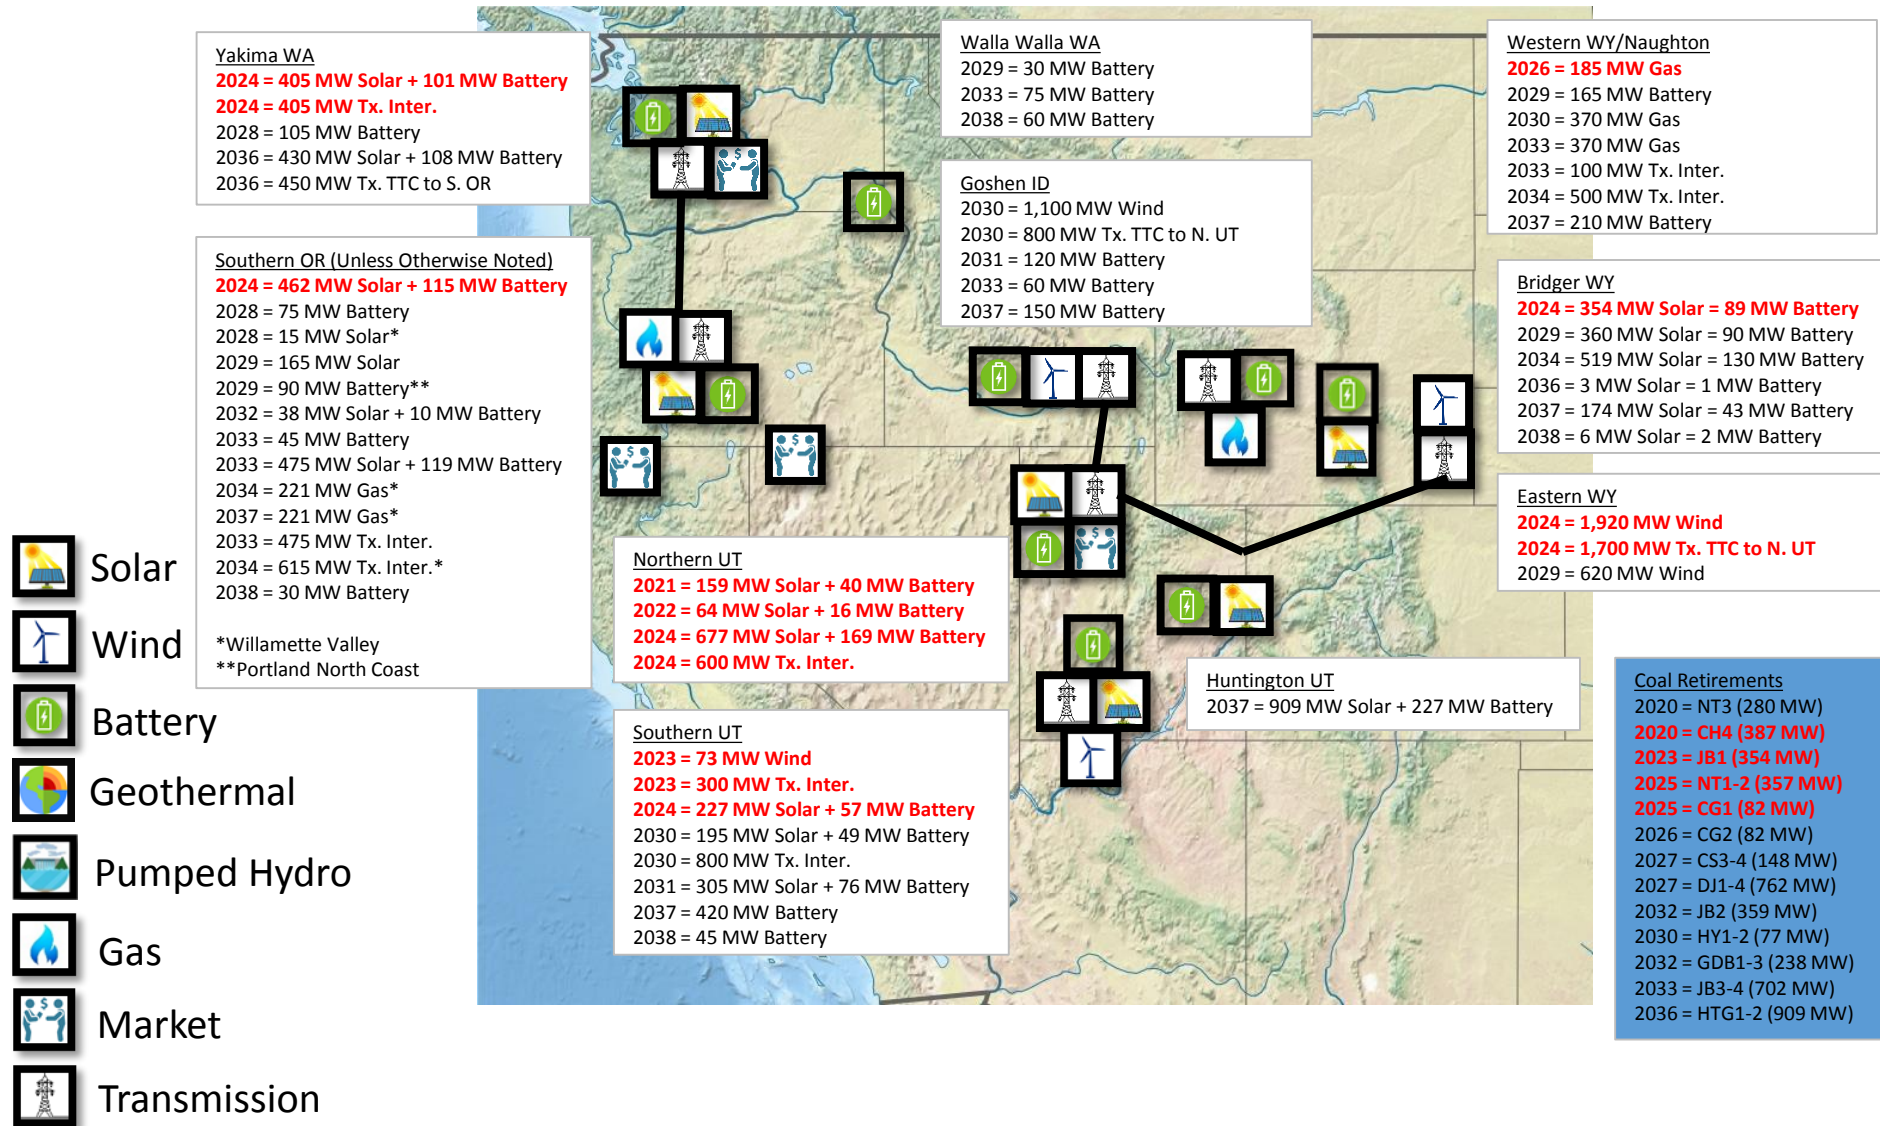 Yakima WA
2024 = 405 MW Solar + 101 MW Battery
2024 = 405 MW Tx. Inter.
2028 = 105 MW Battery
2036 = 430 MW Solar + 108 MW Battery
2036 = 450 MW Tx. TTC to S. OR
Southern OR (Unless Otherwise Noted)
2024 = 462 MW Solar + 115 MW Battery
2028 = 75 MW Battery
2028 = 15 MW Solar*
2029 = 165 MW Solar
2029 = 90 MW Battery**
2032 = 38 MW Solar + 10 MW Battery
2033 = 45 MW Battery
2033 = 475 MW Solar + 119 MW Battery
2034 = 221 MW Gas*
2037 = 221 MW Gas*
2033 = 475 MW Tx. Inter.
2034 = 615 MW Tx. Inter.*
2038 = 30 MW Battery
*Willamette Valley
**Portland North Coast
Walla Walla WA
2029 = 30 MW Battery
2033 = 75 MW Battery
2038 = 60 MW Battery
Goshen ID
2030 = 1,100 MW Wind
2030 = 800 MW Tx. TTC to N. UT
2031 = 120 MW Battery
2033 = 60 MW Battery
2037 = 150 MW Battery
Western WY/Naughton
2026 = 185 MW Gas
2029 = 165 MW Battery
2030 = 370 MW Gas
2033 = 370 MW Gas
2033 = 100 MW Tx. Inter.
2034 = 500 MW Tx. Inter.
2037 = 210 MW Battery
Bridger WY
2024 = 354 MW Solar = 89 MW Battery
2029 = 360 MW Solar = 90 MW Battery
2034 = 519 MW Solar = 130 MW Battery
2036 = 3 MW Solar = 1 MW Battery
2037 = 174 MW Solar = 43 MW Battery
2038 = 6 MW Solar = 2 MW Battery
Eastern WY
2024 = 1,920 MW Wind
2024 = 1,700 MW Tx. TTC to N. UT
2029 = 620 MW Wind
Northern UT
2021 = 159 MW Solar + 40 MW Battery
2022 = 64 MW Solar + 16 MW Battery
2024 = 677 MW Solar + 169 MW Battery
2024 = 600 MW Tx. Inter.
Southern UT
2023 = 73 MW Wind
2023 = 300 MW Tx. Inter.
2024 = 227 MW Solar + 57 MW Battery
2030 = 195 MW Solar + 49 MW Battery
2030 = 800 MW Tx. Inter.
2031 = 305 MW Solar + 76 MW Battery
2037 = 420 MW Battery
2038 = 45 MW Battery
Huntington UT
2037 = 909 MW Solar + 227 MW Battery
Coal Retirements
2020 = NT3 (280 MW)
2020 = CH4 (387 MW)
2023 = JB1 (354 MW)
2025 = NT1-2 (357 MW)
2025 = CG1 (82 MW)
2026 = CG2 (82 MW)
2027 = CS3-4 (148 MW)
2027 = DJ1-4 (762 MW)
2032 = JB2 (359 MW)
2030 = HY1-2 (77 MW)
2032 = GDB1-3 (238 MW)
2033 = JB3-4 (702 MW)
2036 = HTG1-2 (909 MW)
Solar
Wind
Battery
Geothermal
Pumped Hydro
Gas
Market
Transmission